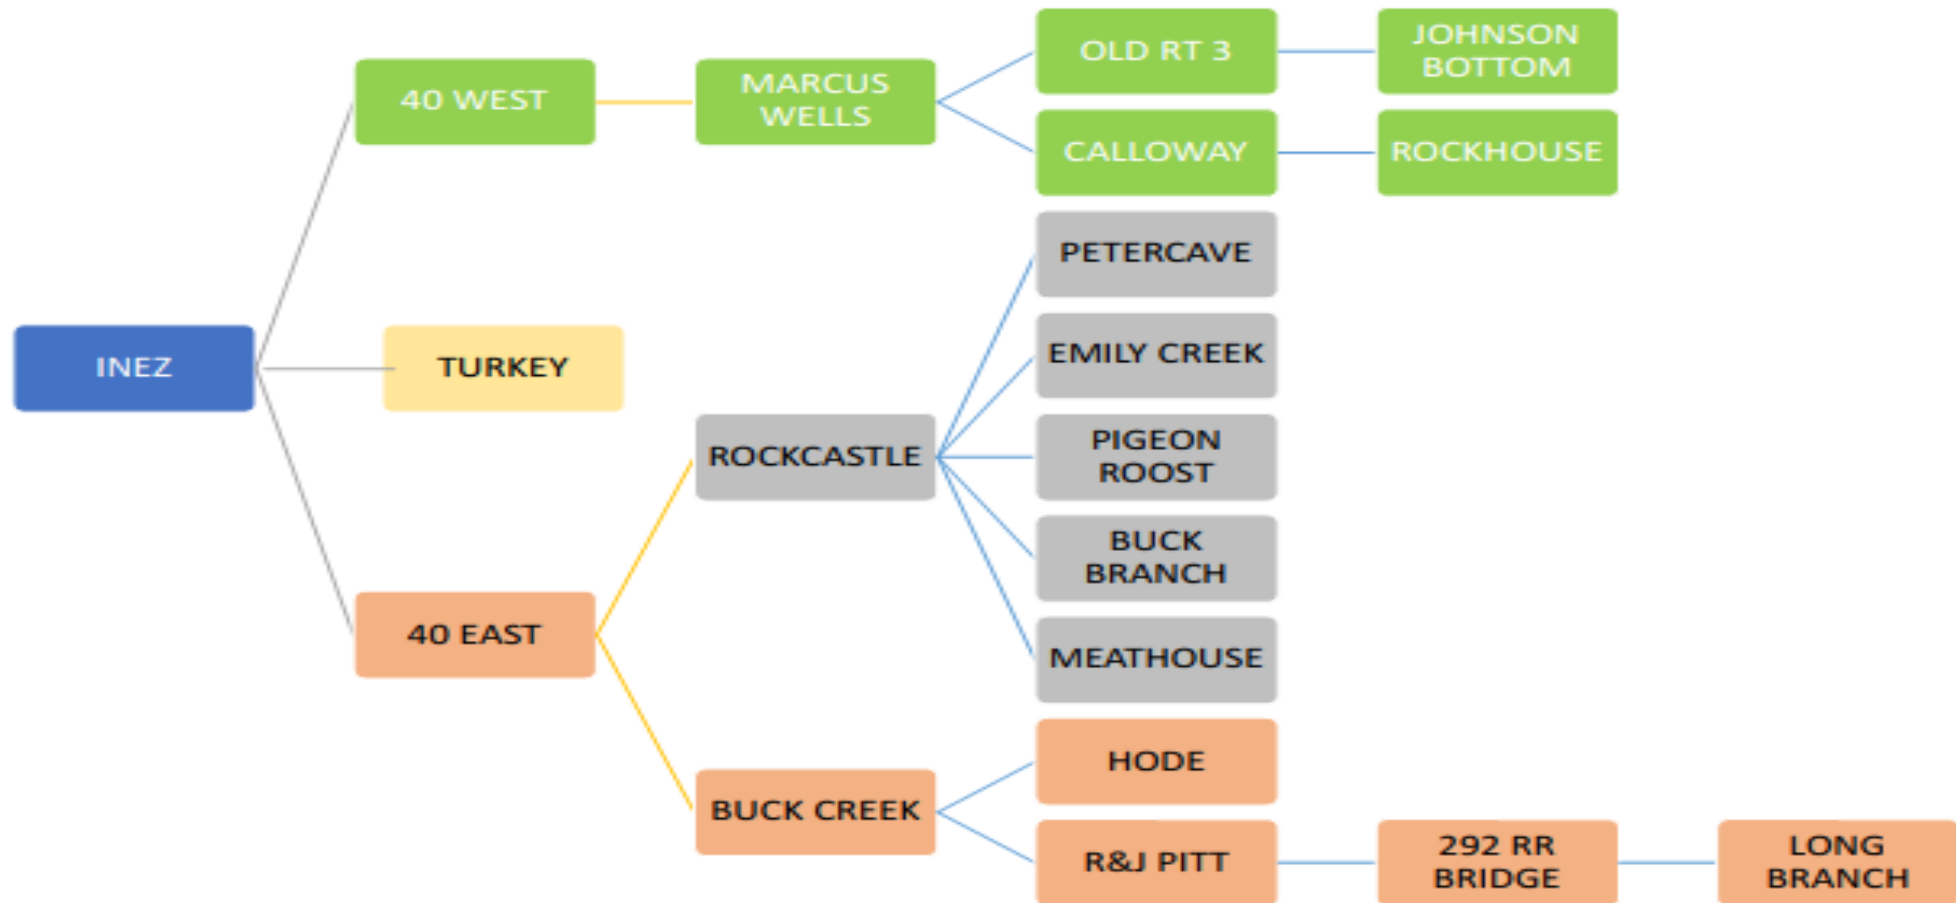 OLD RT 3
JOHNSON
BOTTOM
40 WEST
MARCUS
WELLS
CALLOWAY
ROCKHOUSE
PETERCAVE
INEZ
TURKEY
EMILY CREEK
ROCKCASTLE
PIGEON
ROOST
BUCK
BRANCH
40 EAST
MEATHOUSE
HODE
BUCK CREEK
R&J PITT
292 RR
BRIDGE
LONG
BRANCH